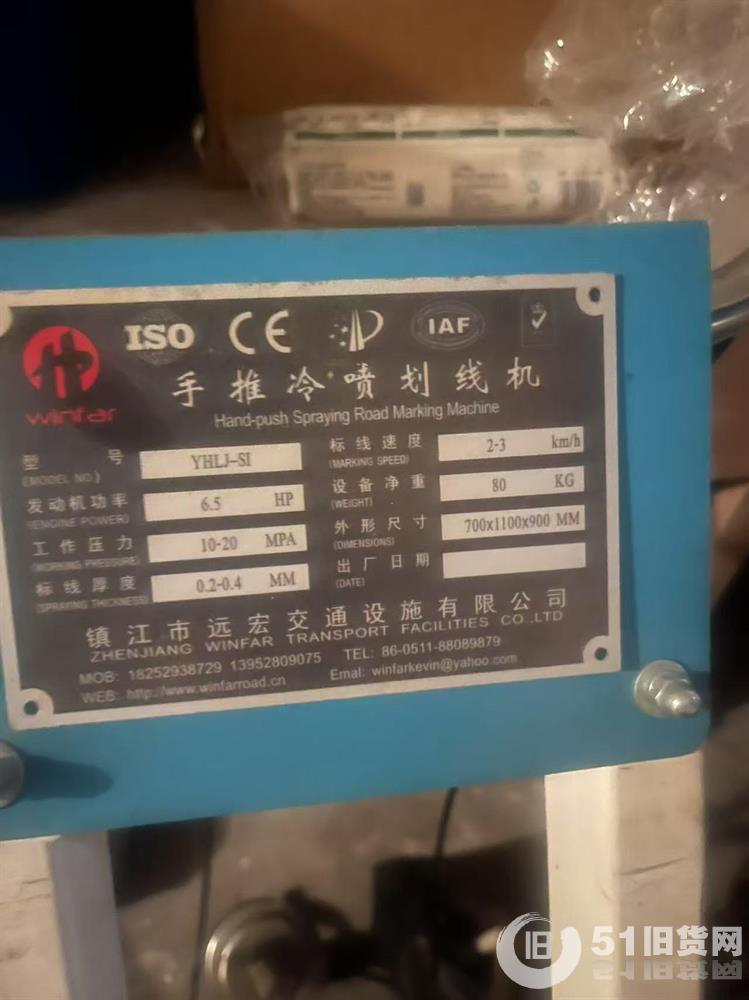 winfar
ISO
CE
IAF
手推冷喷划线机
Hand-push Spraying Road Marking Machine
型 号 YHLJ-SI
(MODEL NO.)
发动机功率 6.5 HP
(ENGINE POWER)
工作压力 10-20 MPA
(WORKING PRESSURE)
标线厚度 0.2-0.4 MM
(SPRAYING THICKNESS)
标线速度 2-3 km/h
(MARKING SPEED)
设备净重 80 KG
(WEIGHT)
外形尺寸 700x1100x900 MM
(DIMENSIONS)
出厂日期
(DATE)
镇江市远宏交通设施有限公司
ZHENJIANG WINFAR TRANSPORT FACILITIES CO.,LTD
MOB: 18252938729 13952809075 TEL: 86-0511-88089879
WEB: http://www.winfarroad.cn Emal: winfarkevin@yahoo.com
旧 51旧货网